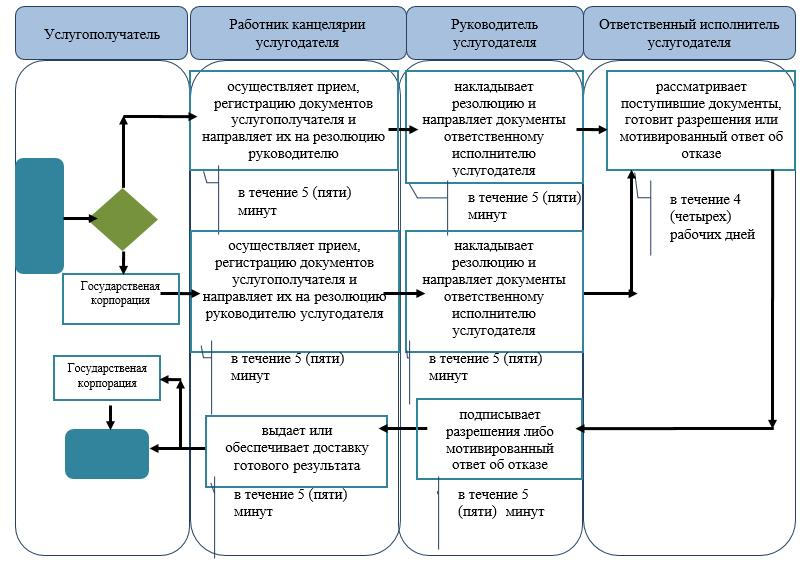 Услугополучатель
Работник канцелярии
услугодателя
Руководитель
услугодателя
Ответственный исполнитель
услугодателя
осуществляет прием,
регистрацию документов
услугополучателя и
направляет их на резолюцию
руководителю
накладывает
резолюцию и
направляет документы
ответственному
исполнителю
услугодателя
рассматривает
поступившие документы,
готовит разрешения или
мотивированный ответ об
отказе
в течение 5 (пяти)
минут
в течение 5 (пяти)
минут
в течение 4
(четырех)
рабочих дней
Государственая
корпорация
осуществляет прием,
регистрацию документов
услугополучателя и
направляет их на резолюцию
руководителю услугодателя
накладывает
резолюцию и
направляет документы
ответственному
исполнителю
услугодателя
в течение 5 (пяти)
минут
в течение 5 (пяти)
минут
Государственая
корпорация
выдает или
обеспечивает доставку
готового результата
подписывает
разрешения либо
мотивированный
ответ об отказе
в течение 5 (пяти)
минут
в течение 5
(пяти) минут